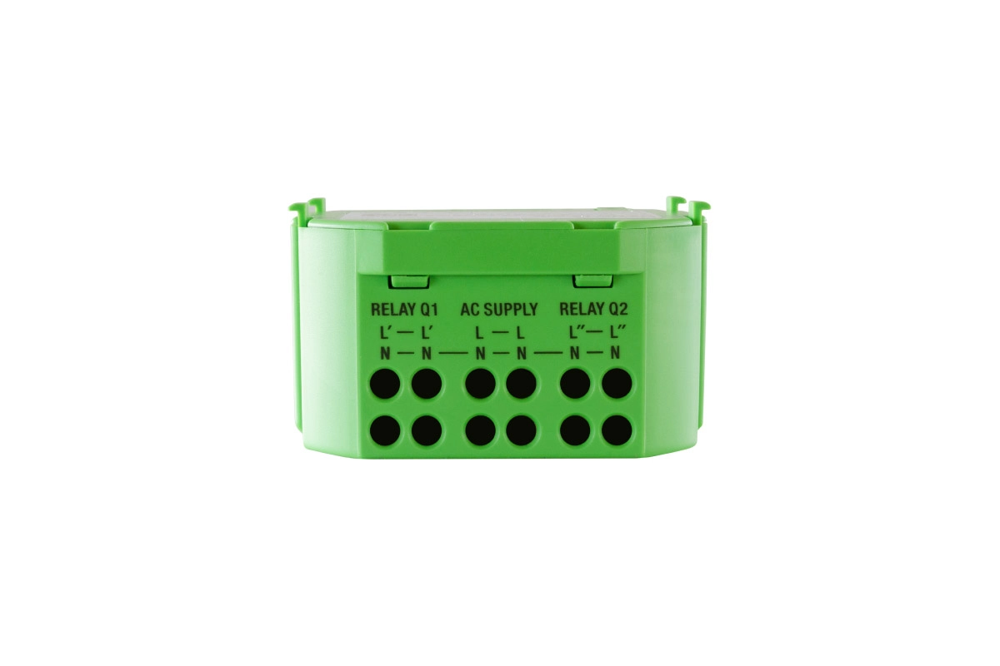 RELAY Q1 AC SUPPLY RELAY Q2
L′ — L′ L — L L″ — L″
N — N — N — N — N — N